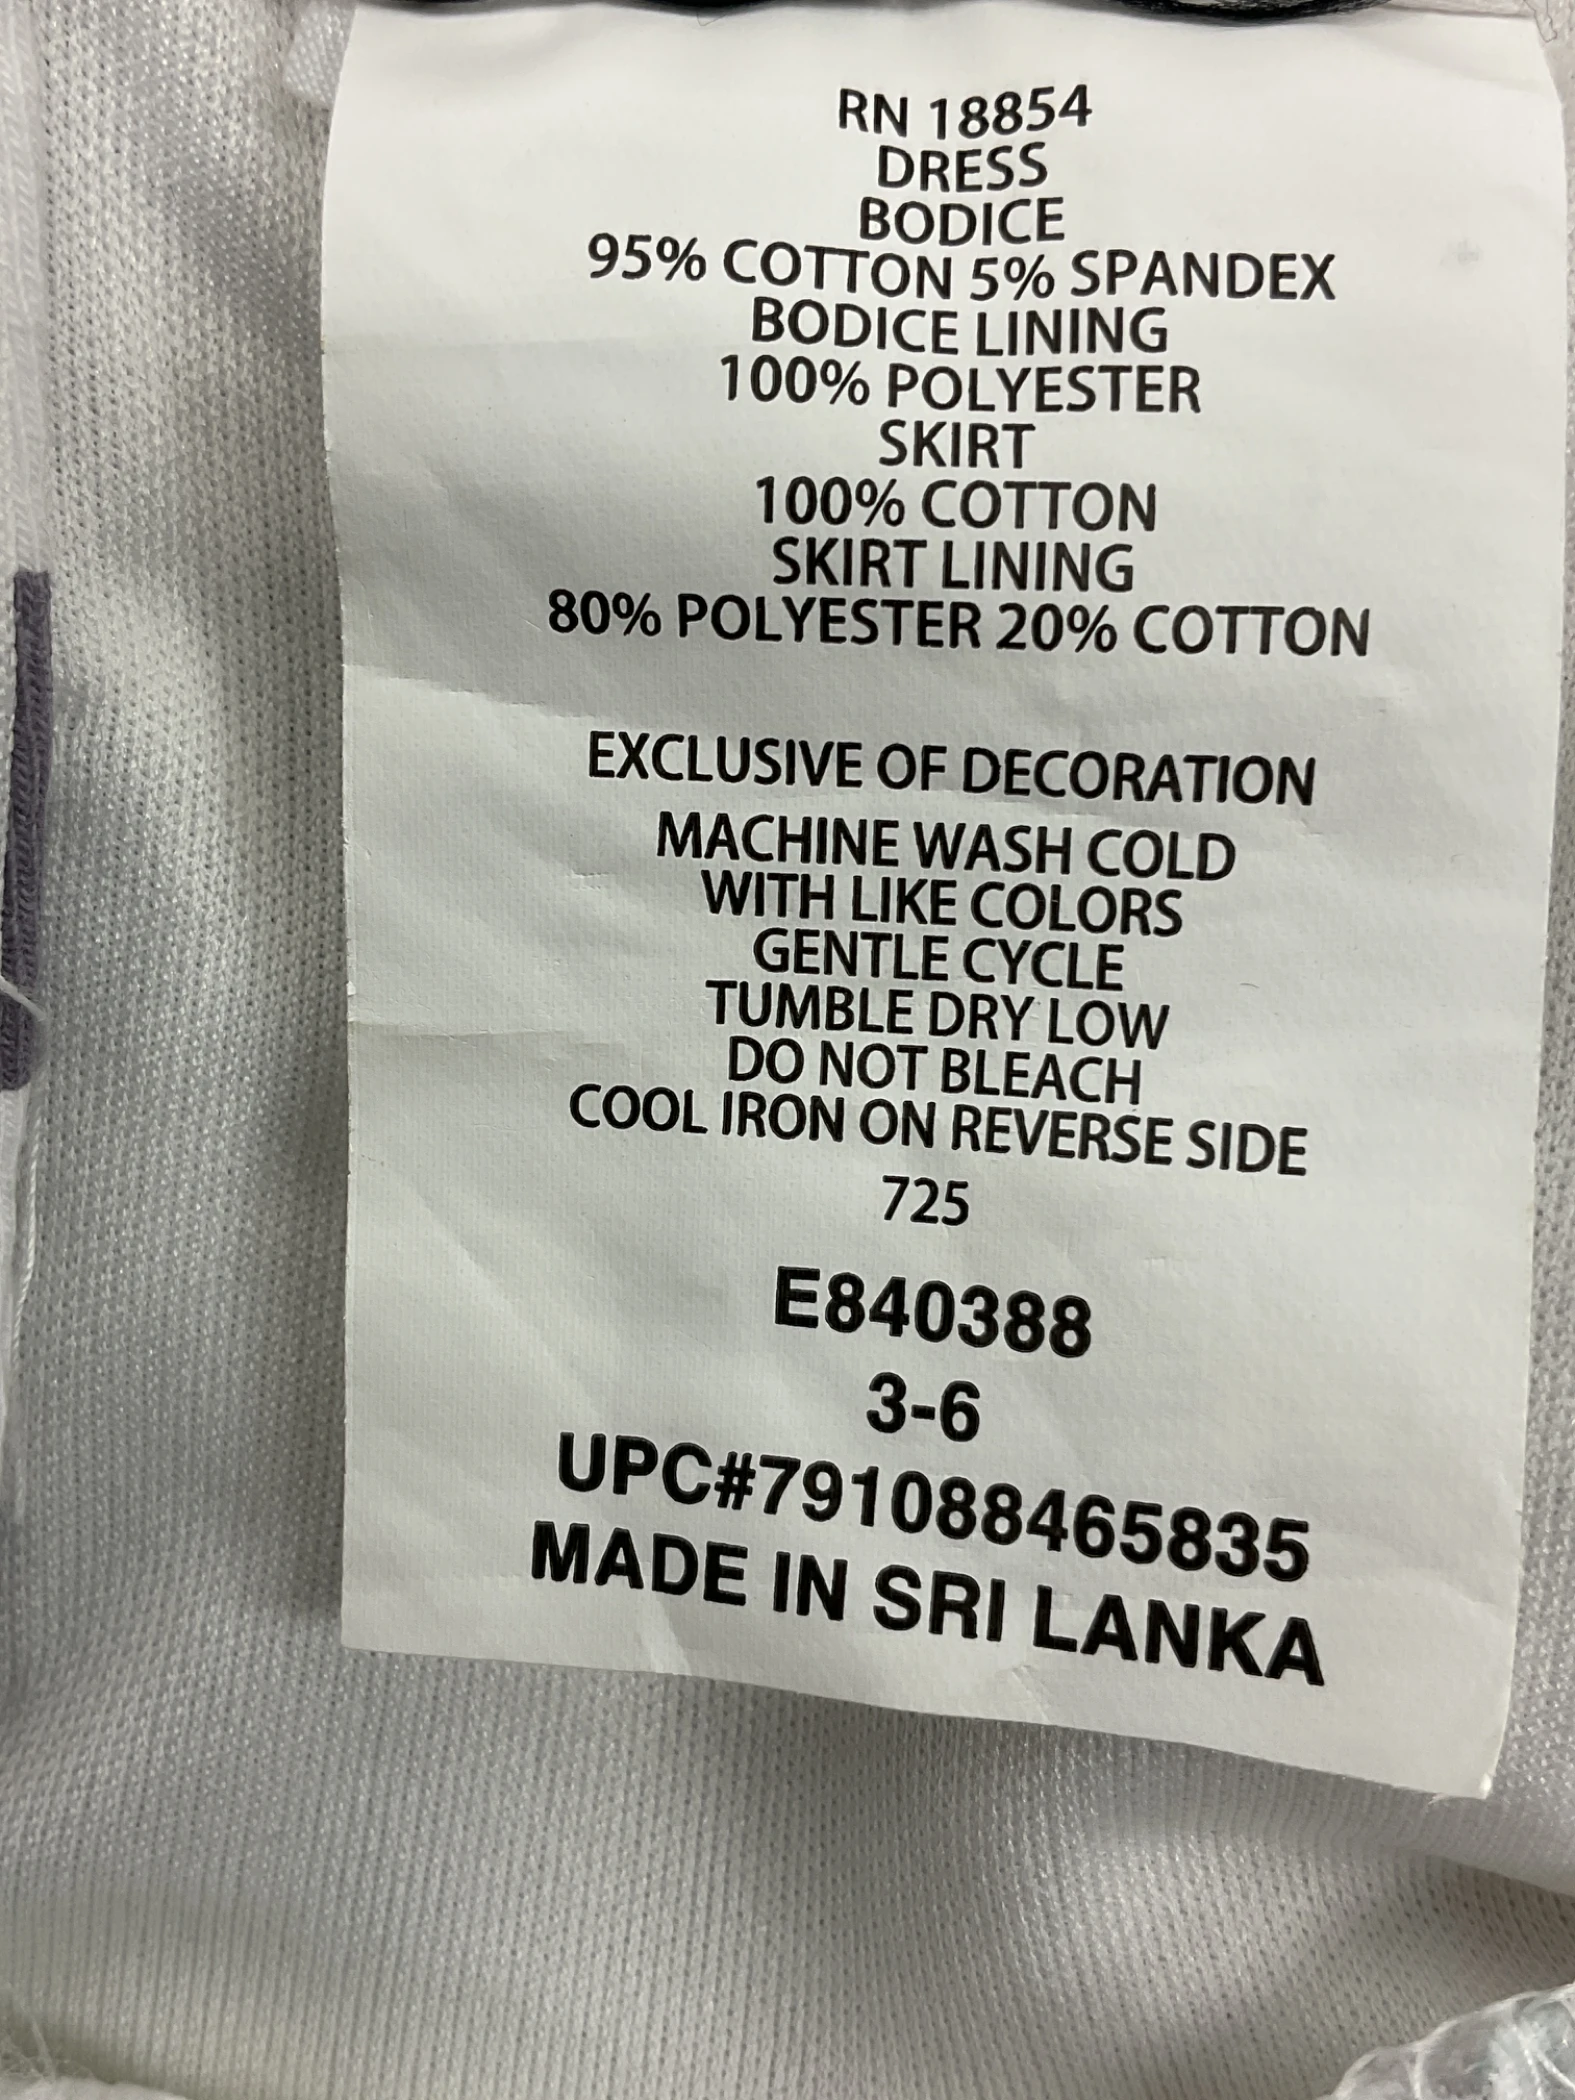 RN 18854
DRESS
BODICE
95% COTTON 5% SPANDEX
BODICE LINING
100% POLYESTER
SKIRT
100% COTTON
SKIRT LINING
80% POLYESTER 20% COTTON
EXCLUSIVE OF DECORATION
MACHINE WASH COLD
WITH LIKE COLORS
GENTLE CYCLE
TUMBLE DRY LOW
DO NOT BLEACH
COOL IRON ON REVERSE SIDE
725
E840388
3-6
UPC#791088465835
MADE IN SRI LANKA